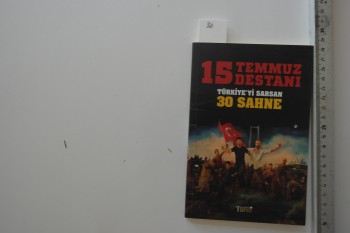 15 TEMMUZ
DESTANI
TÜRKİYE'Yİ SARSAN
30 SAHNE